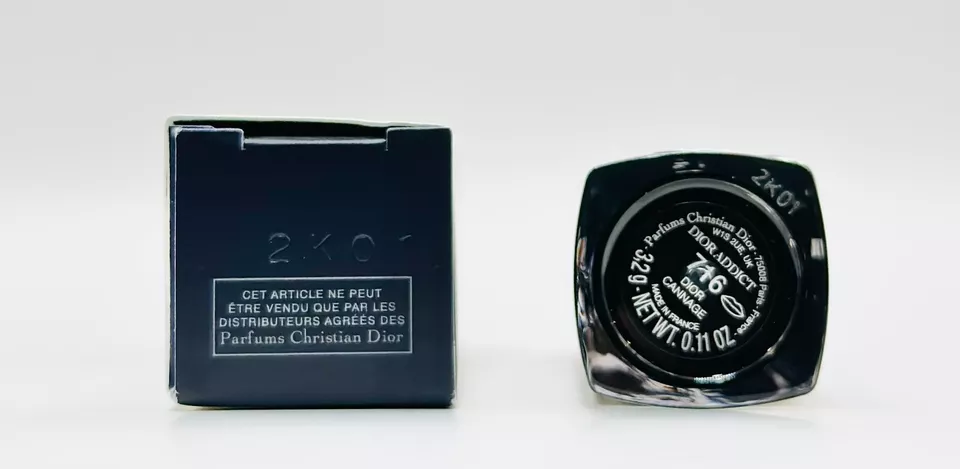 2K01
CET ARTICLE NE PEUT
ÊTRE VENDU QUE PAR LES
DISTRIBUTEURS AGRÉÉS DES
Parfums Christian Dior
2K01
Parfums Christian Dior · 75008 Paris · France ·
W1S 2UE. UK
DIOR ADDICT
716
DIOR
CANNAGE
MADE IN FRANCE
3.2g · NET WT. 0.11 OZ ·